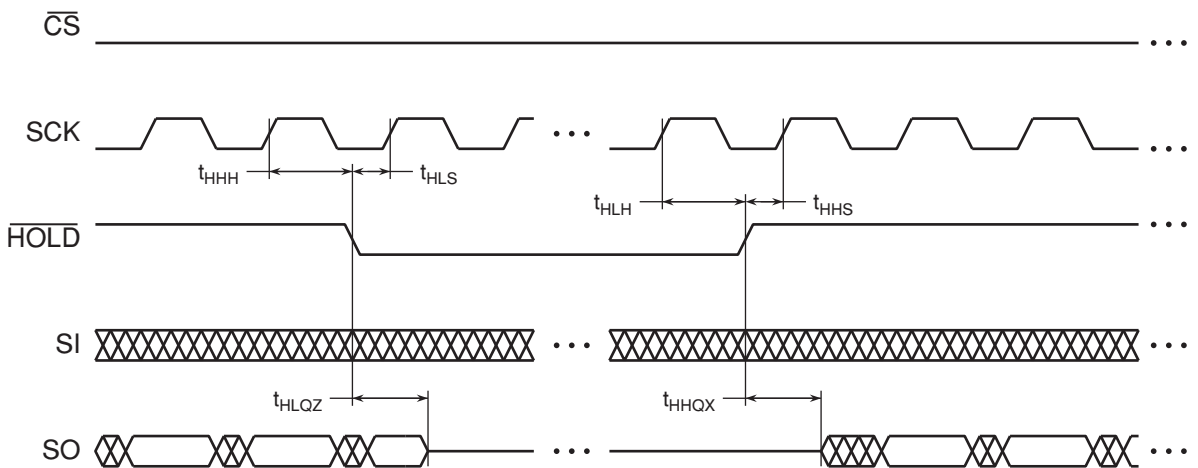 CS
SCK
tHHH
tHLS
tHLH
tHHS
HOLD
SI
tHLQZ
tHHQX
SO